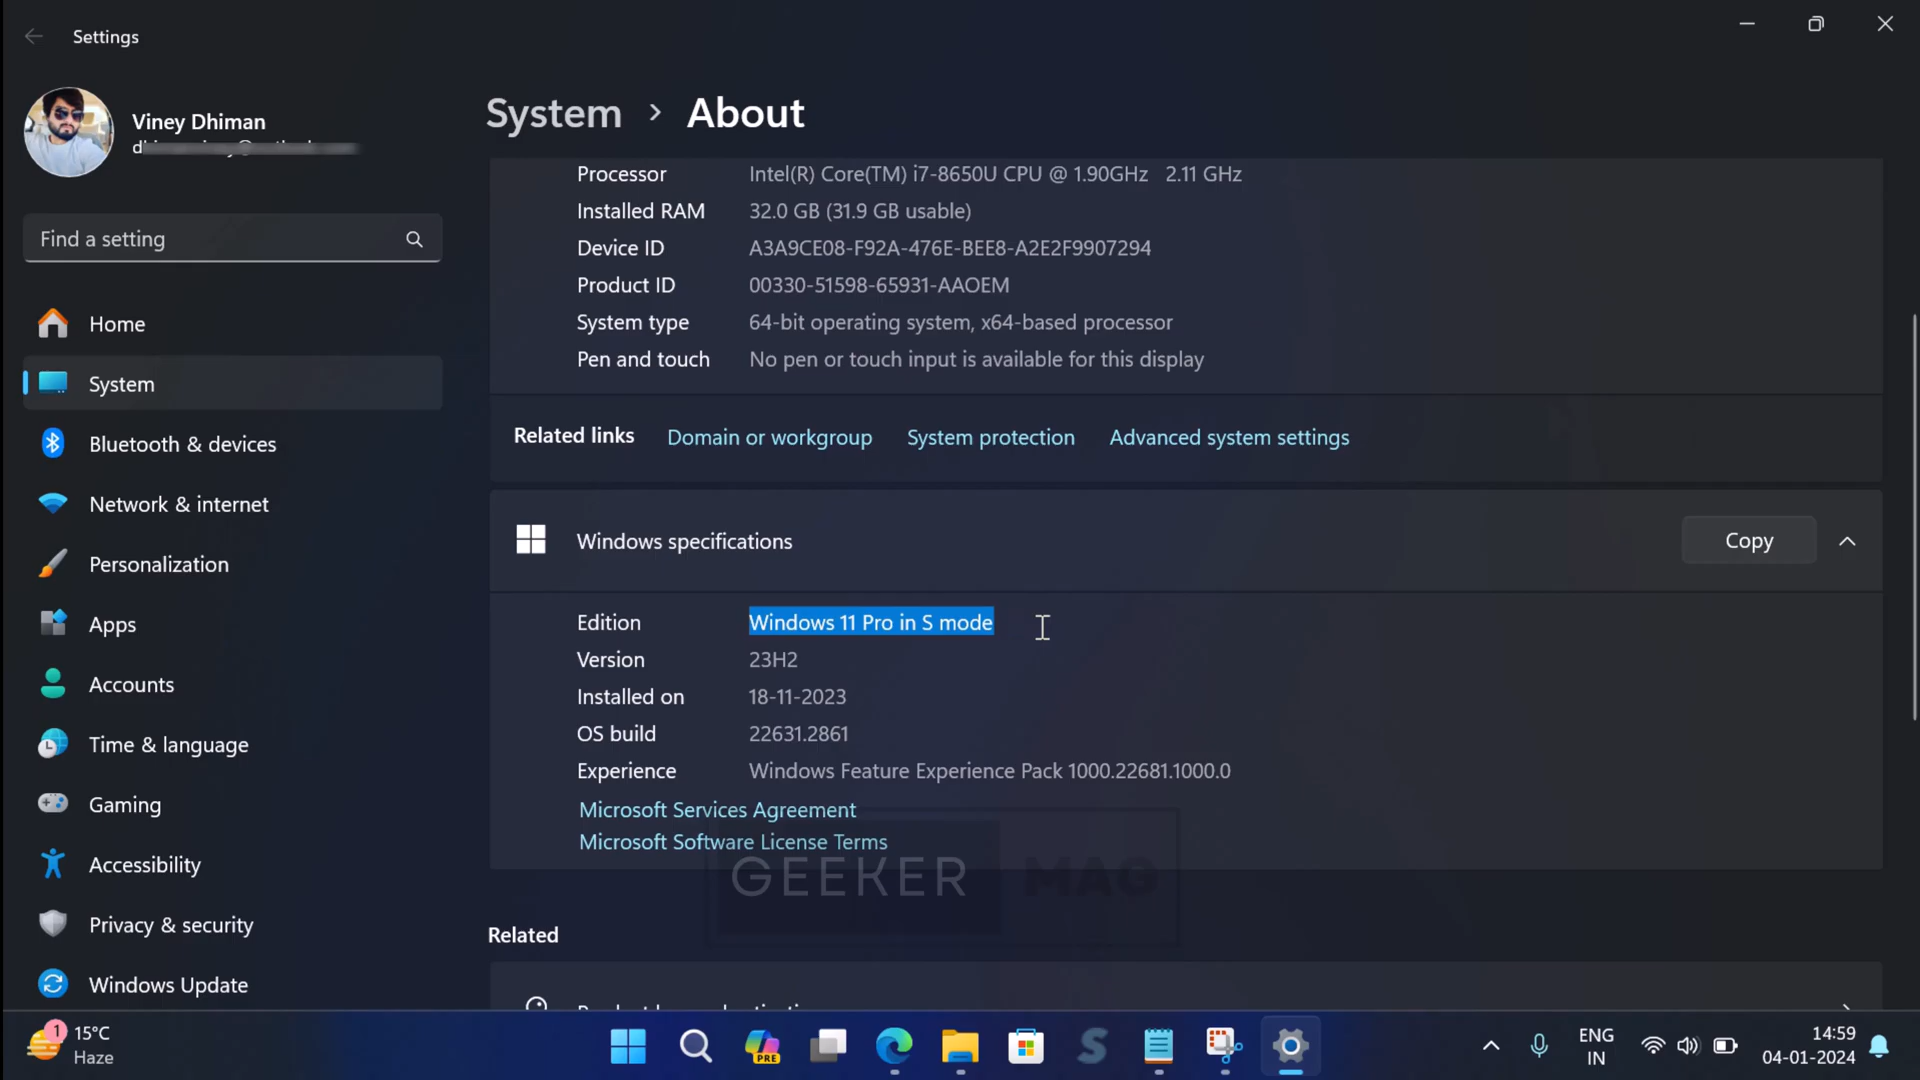 Settings
Viney Dhiman
Find a setting
Home
System
Bluetooth & devices
Network & internet
Personalization
Apps
Accounts
Time & language
Gaming
Accessibility
Privacy & security
Windows Update
System > About
Processor Intel(R) Core(TM) i7-8650U CPU @ 1.90GHz 2.11 GHz
Installed RAM 32.0 GB (31.9 GB usable)
Device ID A3A9CE08-F92A-476E-BEE8-A2E2F9907294
Product ID 00330-51598-65931-AAOEM
System type 64-bit operating system, x64-based processor
Pen and touch No pen or touch input is available for this display
Related links Domain or workgroup System protection Advanced system settings
Windows specifications Copy
Edition Windows 11 Pro in S mode
Version 23H2
Installed on 18-11-2023
OS build 22631.2861
Experience Windows Feature Experience Pack 1000.22681.1000.0
Microsoft Services Agreement
Microsoft Software License Terms
GEEKER MAG
Related
1
15°C
Haze
PRE
ENG
IN
14:59
04-01-2024